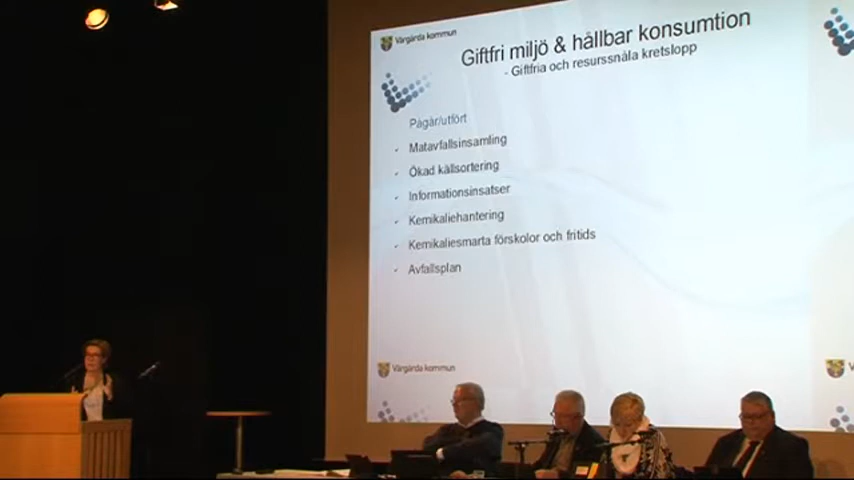 Vårgårda kommun
Giftfri miljö & hållbar konsumtion
- Giftfria och resurssnåla kretslopp
Pågår/utfört
✓ Matavfallsinsamling
✓ Ökad källsortering
✓ Informationsinsatser
✓ Kemikaliehantering
✓ Kemikaliesmarta förskolor och fritids
✓ Avfallsplan
Vårgårda kommun